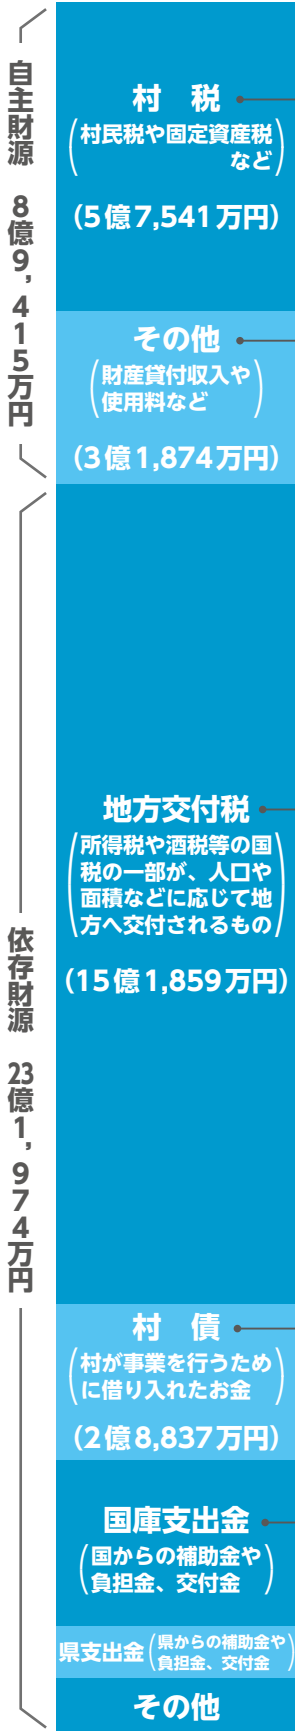 自主財源　8億9,415万円
村　税
（村民税や固定資産税
など）
（5億7,541万円）
その他
（財産貸付収入や
使用料など）
（3億1,874万円）
依存財源　23億1,974万円
地方交付税
（所得税や酒税等の国
税の一部が、人口や
面積などに応じて地
方へ交付されるもの）
（15億1,859万円）
村　債
（村が事業を行うため
に借り入れたお金）
（2億8,837万円）
国庫支出金
（国からの補助金や
負担金、交付金）
県支出金（県からの補助金や
負担金、交付金）
その他